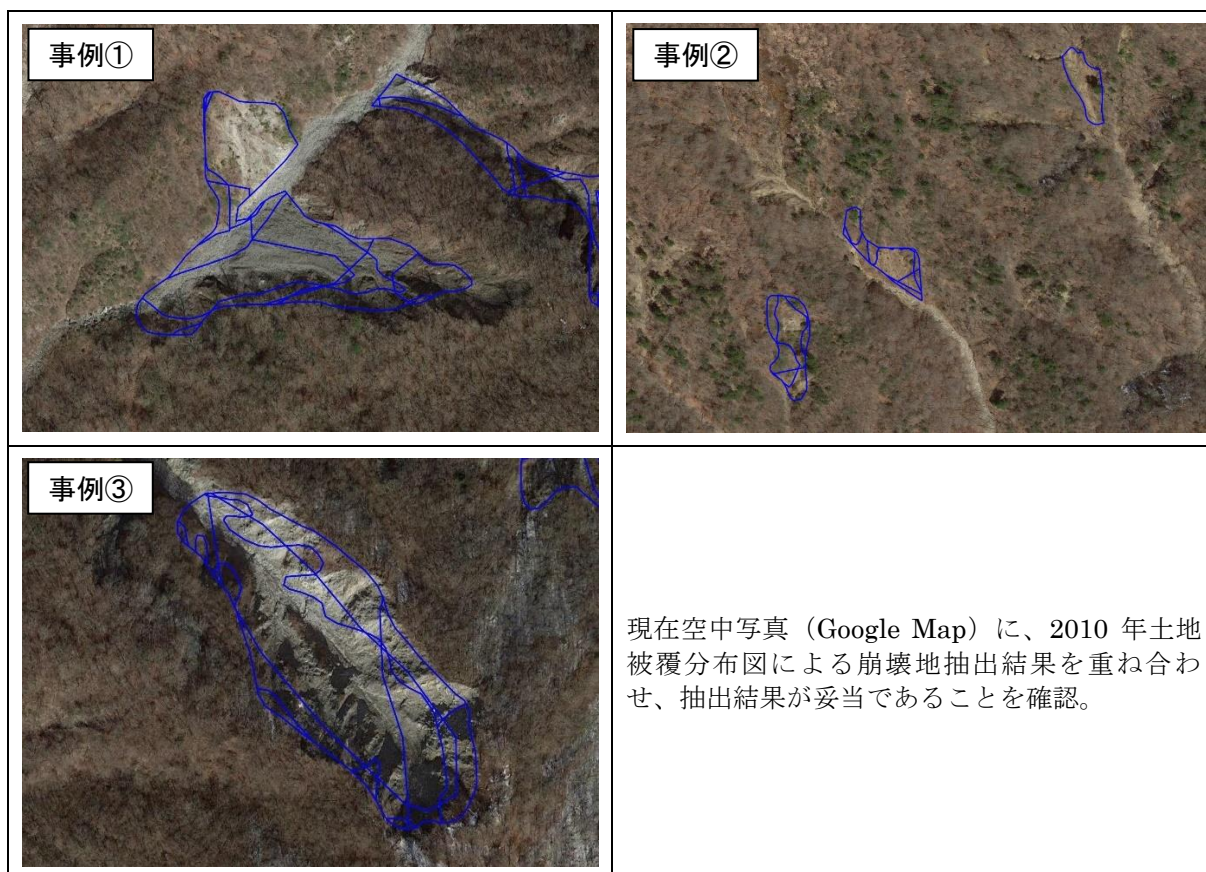 事例①
事例②
事例③
現在空中写真（Google Map）に、2010 年土地
被覆分布図による崩壊地抽出結果を重ね合わ
せ、抽出結果が妥当であることを確認。